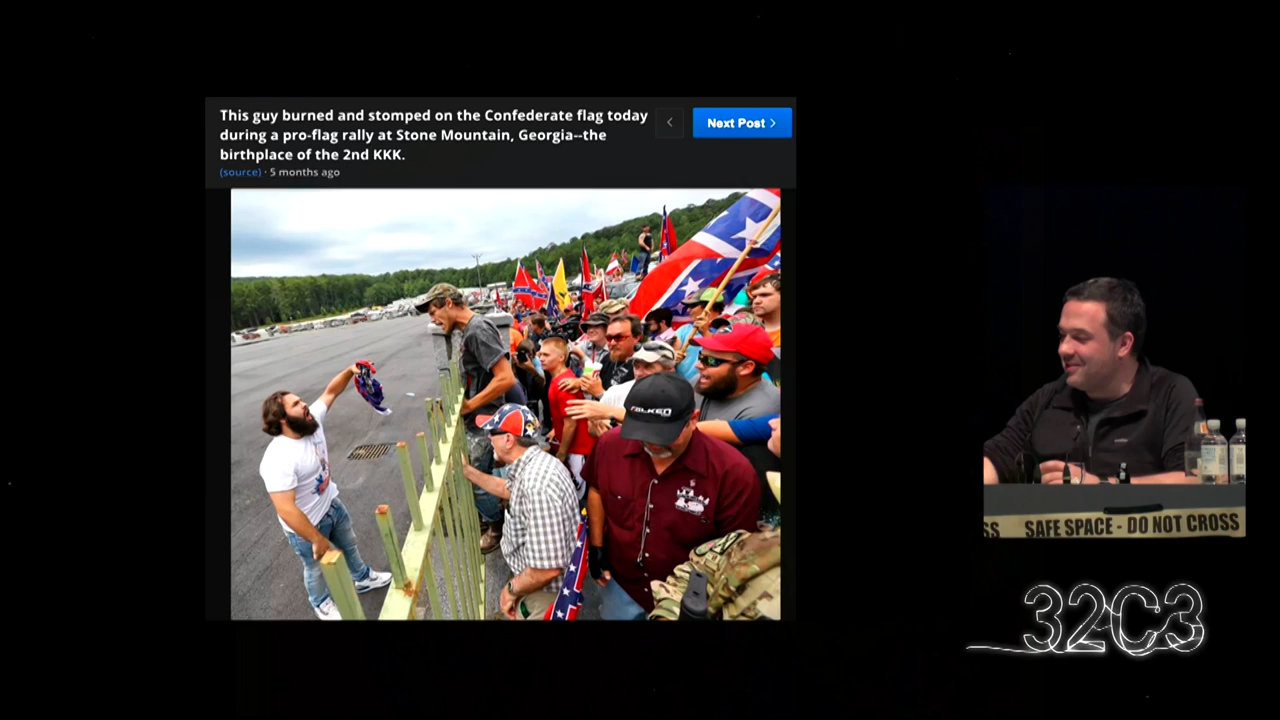 This guy burned and stomped on the Confederate flag today
during a pro-flag rally at Stone Mountain, Georgia--the
birthplace of the 2nd KKK.
(source) · 5 months ago
Next Post
FALKEN
SS SAFE SPACE - DO NOT CROSS
32C3